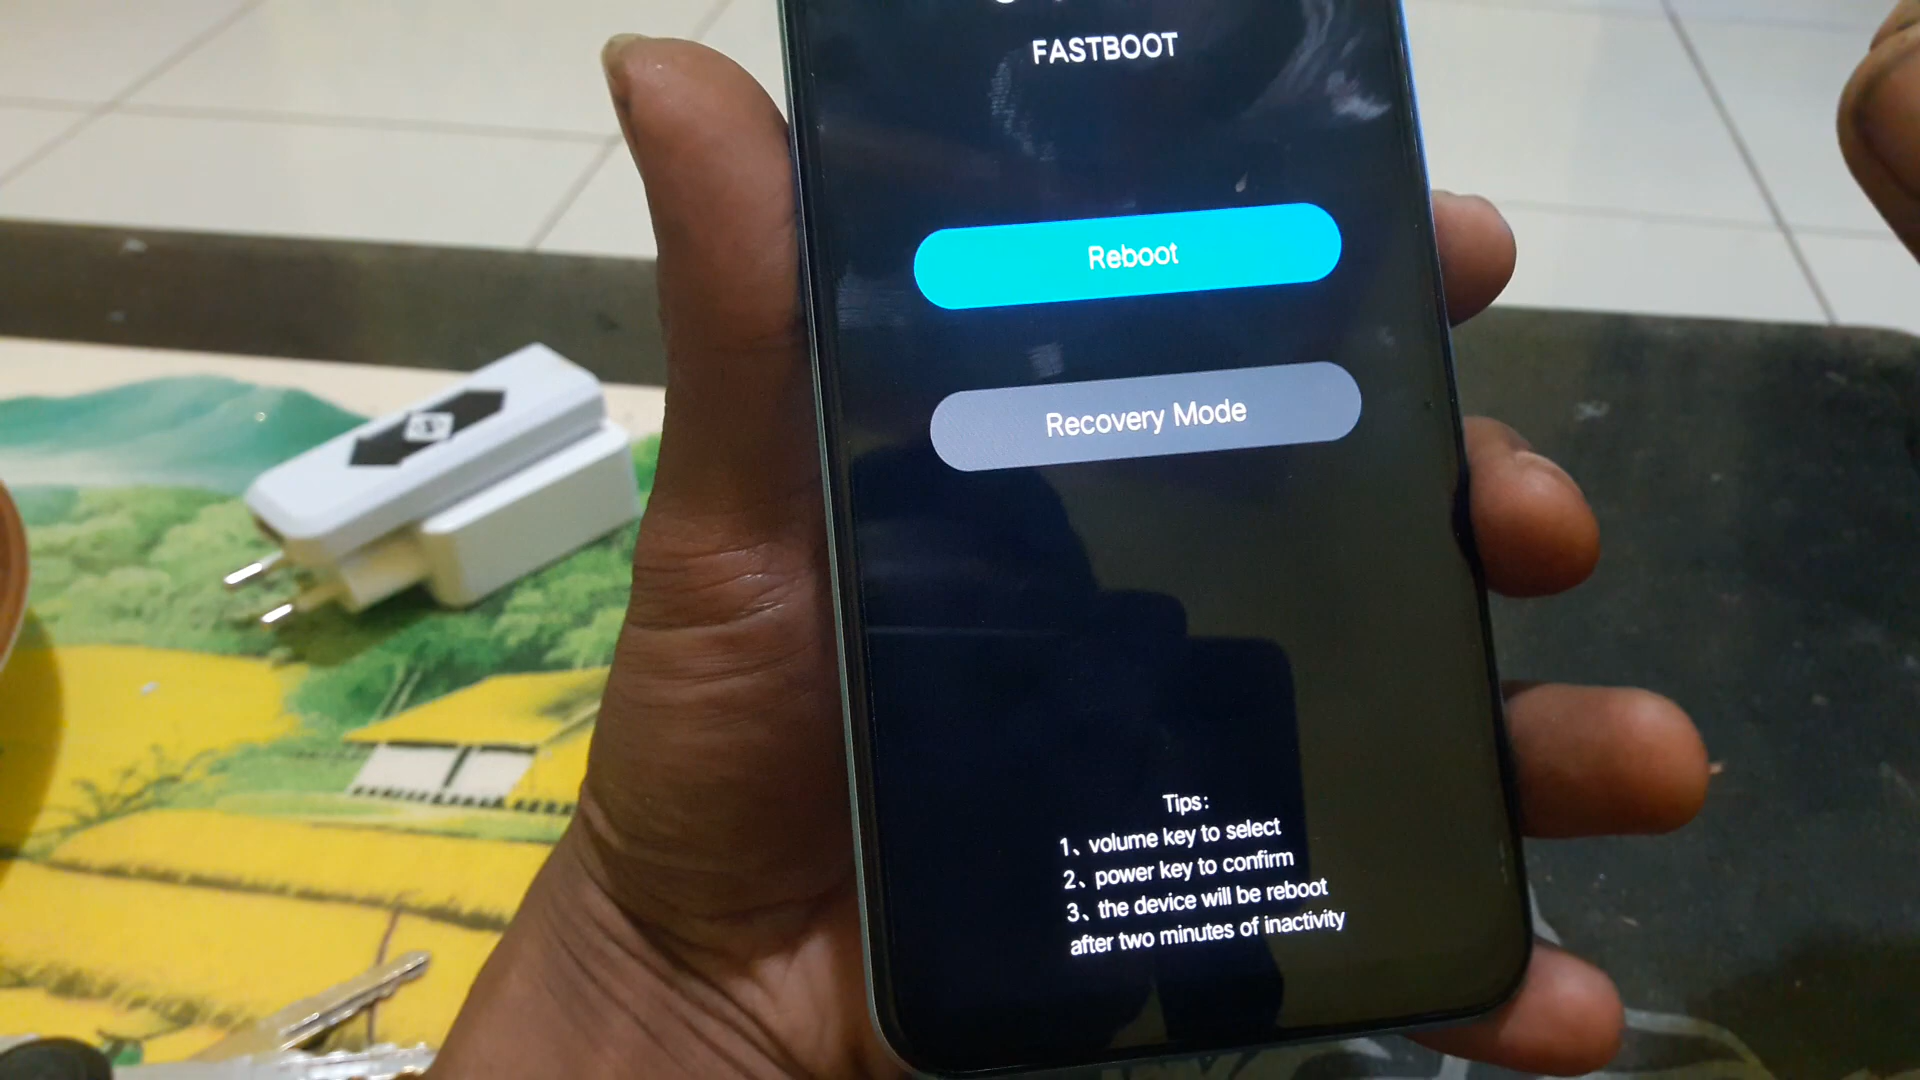 FASTBOOT
Reboot
Recovery Mode
Tips:
1、volume key to select
2、power key to confirm
3、the device will be reboot
after two minutes of inactivity